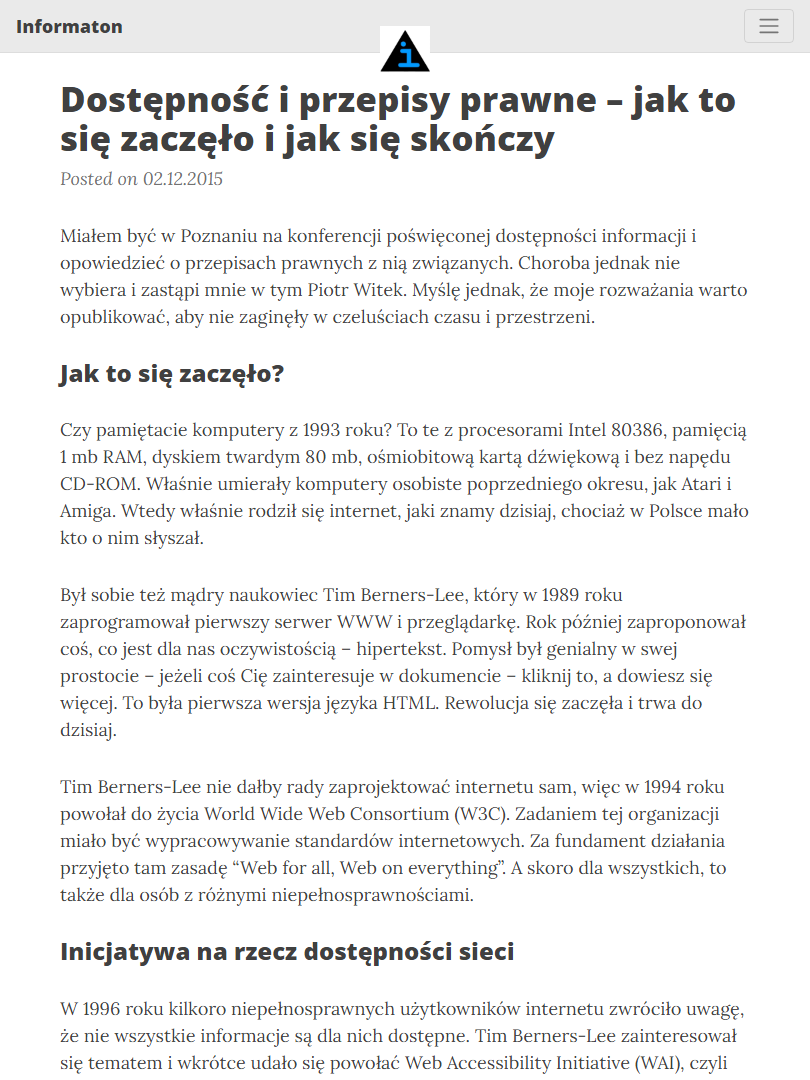 Informaton
i
Dostępność i przepisy prawne – jak to
się zaczęło i jak się skończy
Posted on 02.12.2015
Miałem być w Poznaniu na konferencji poświęconej dostępności informacji i
opowiedzieć o przepisach prawnych z nią związanych. Choroba jednak nie
wybiera i zastąpi mnie w tym Piotr Witek. Myślę jednak, że moje rozważania warto
opublikować, aby nie zaginęły w czeluściach czasu i przestrzeni.
Jak to się zaczęło?
Czy pamiętacie komputery z 1993 roku? To te z procesorami Intel 80386, pamięcią
1 mb RAM, dyskiem twardym 80 mb, ośmiobitową kartą dźwiękową i bez napędu
CD-ROM. Właśnie umierały komputery osobiste poprzedniego okresu, jak Atari i
Amiga. Wtedy właśnie rodził się internet, jaki znamy dzisiaj, chociaż w Polsce mało
kto o nim słyszał.
Był sobie też mądry naukowiec Tim Berners-Lee, który w 1989 roku
zaprogramował pierwszy serwer WWW i przeglądarkę. Rok później zaproponował
coś, co jest dla nas oczywistością – hipertekst. Pomysł był genialny w swej
prostocie – jeżeli coś Cię zainteresuje w dokumencie – kliknij to, a dowiesz się
więcej. To była pierwsza wersja języka HTML. Rewolucja się zaczęła i trwa do
dzisiaj.
Tim Berners-Lee nie dałby rady zaprojektować internetu sam, więc w 1994 roku
powołał do życia World Wide Web Consortium (W3C). Zadaniem tej organizacji
miało być wypracowywanie standardów internetowych. Za fundament działania
przyjęto tam zasadę “Web for all, Web on everything”. A skoro dla wszystkich, to
także dla osób z różnymi niepełnosprawnościami.
Inicjatywa na rzecz dostępności sieci
W 1996 roku kilkoro niepełnosprawnych użytkowników internetu zwróciło uwagę,
że nie wszystkie informacje są dla nich dostępne. Tim Berners-Lee zainteresował
się tematem i wkrótce udało się powołać Web Accessibility Initiative (WAI), czyli